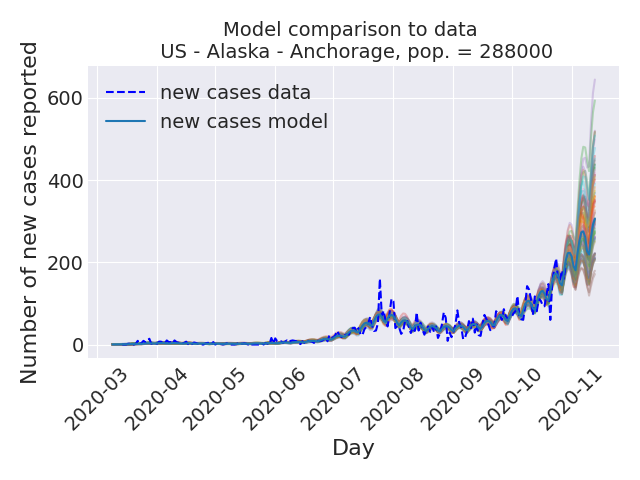 Model comparison to data
US - Alaska - Anchorage, pop. = 288000
new cases data
new cases model
Number of new cases reported
600
400
200
0
2020-03
2020-04
2020-05
2020-06
2020-07
2020-08
2020-09
2020-10
2020-11
Day